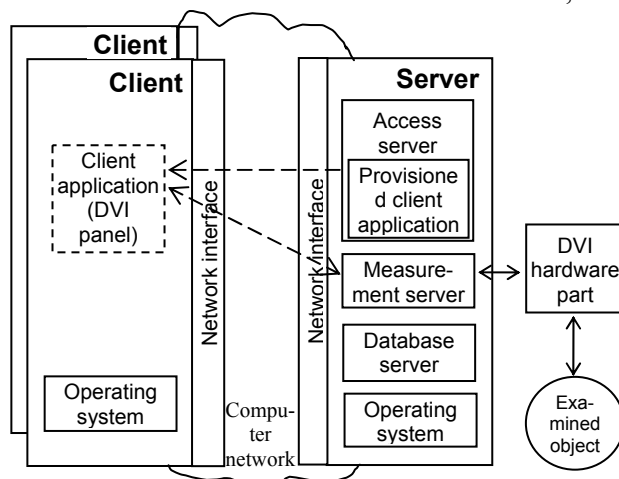 Client
Client
Client
application
(DVI
panel)
Operating
system
Network interface
Compu-
ter
network
Network interface
Server
Access
server
Provisione
d client
application
Measure-
ment server
Database
server
Operating
system
DVI
hardware
part
Exa-
mined
object